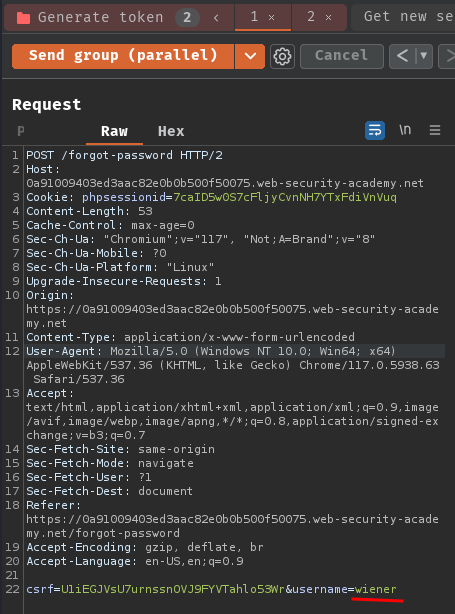 Generate token 2 < 1 × 2 × Get new se
Send group (parallel) Cancel < ▼ >
Request
P Raw Hex \n
1 POST /forgot-password HTTP/2
2 Host:
0a91009403ed3aac82e0b0b500f50075.web-security-academy.net
3 Cookie: phpsessionid=7caID5w0S7cFljyCvnNH7YTxFdiVnVuq
4 Content-Length: 53
5 Cache-Control: max-age=0
6 Sec-Ch-Ua: "Chromium";v="117", "Not;A=Brand";v="8"
7 Sec-Ch-Ua-Mobile: ?0
8 Sec-Ch-Ua-Platform: "Linux"
9 Upgrade-Insecure-Requests: 1
10 Origin:
https://0a91009403ed3aac82e0b0b500f50075.web-security-acade
my.net
11 Content-Type: application/x-www-form-urlencoded
12 User-Agent: Mozilla/5.0 (Windows NT 10.0; Win64; x64)
AppleWebKit/537.36 (KHTML, like Gecko) Chrome/117.0.5938.63
Safari/537.36
13 Accept:
text/html,application/xhtml+xml,application/xml;q=0.9,image
/avif,image/webp,image/apng,*/*;q=0.8,application/signed-ex
change;v=b3;q=0.7
14 Sec-Fetch-Site: same-origin
15 Sec-Fetch-Mode: navigate
16 Sec-Fetch-User: ?1
17 Sec-Fetch-Dest: document
18 Referer:
https://0a91009403ed3aac82e0b0b500f50075.web-security-acade
my.net/forgot-password
19 Accept-Encoding: gzip, deflate, br
20 Accept-Language: en-US,en;q=0.9
21
22 csrf=U1iEGJVsU7urnssnOVJ9FYVTahlo53Wr&username=wiener